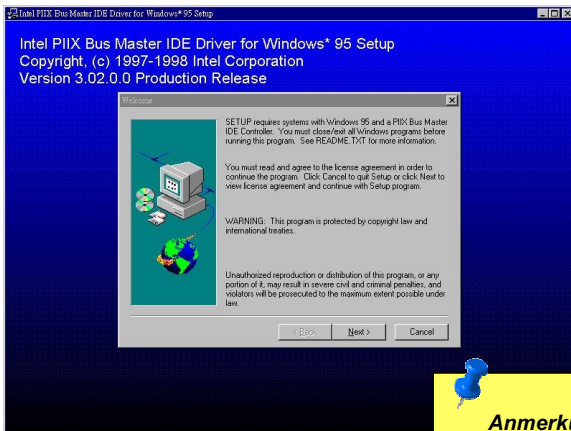 Intel PIIX Bus Master IDE Driver for Windows* 95 Setup
Intel PIIX Bus Master IDE Driver for Windows* 95 Setup
Copyright, (c) 1997-1998 Intel Corporation
Version 3.02.0.0 Production Release
Welcome
SETUP requires systems with Windows 95 and a PIIX Bus Master
IDE Controller. You must close/exit all Windows programs before
running this program. See README.TXT for more information.
You must read and agree to the license agreement in order to
continue the program. Click Cancel to quit Setup or click Next to
view license agreement and continue with Setup program.
WARNING: This program is protected by copyright law and
international treaties.
Unauthorized reproduction or distribution of this program, or any
portion of it, may result in severe civil and criminal penalties, and
violators will be prosecuted to the maximum extent possible under
law.
< Back
Next >
Cancel